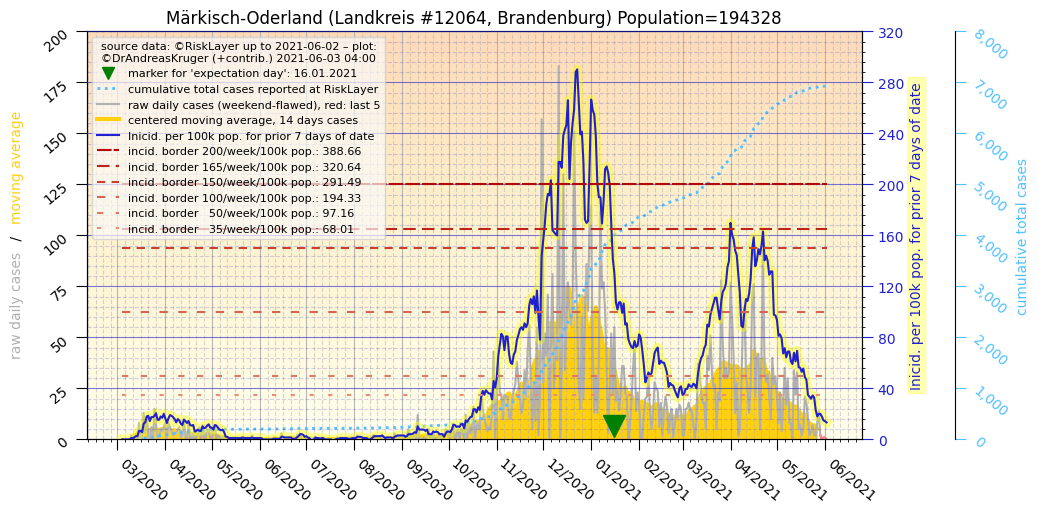 Märkisch-Oderland (Landkreis #12064, Brandenburg) Population=194328
source data: ©RiskLayer up to 2021-06-02 – plot:
©DrAndreasKruger (+contrib.) 2021-06-03 04:00
marker for 'expectation day': 16.01.2021
cumulative total cases reported at RiskLayer
raw daily cases (weekend-flawed), red: last 5
centered moving average, 14 days cases
Inicid. per 100k pop. for prior 7 days of date
incid. border 200/week/100k pop.: 388.66
incid. border 165/week/100k pop.: 320.64
incid. border 150/week/100k pop.: 291.49
incid. border 100/week/100k pop.: 194.33
incid. border   50/week/100k pop.: 97.16
incid. border   35/week/100k pop.: 68.01
raw daily cases / moving average
200
175
150
125
100
75
50
25
0
03/2020
04/2020
05/2020
06/2020
07/2020
08/2020
09/2020
10/2020
11/2020
12/2020
01/2021
02/2021
03/2021
04/2021
05/2021
06/2021
320
280
240
200
160
120
80
40
0
Inicid. per 100k pop. for prior 7 days of date
8,000
7,000
6,000
5,000
4,000
3,000
2,000
1,000
0
cumulative total cases